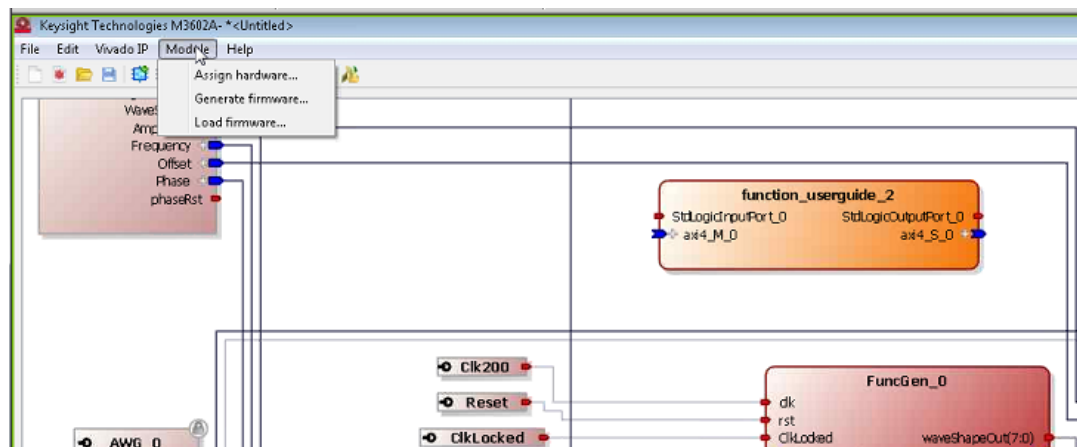 Keysight Technologies M3602A- *<Untitled>
File Edit Vivado IP Module Help
Assign hardware...
Generate firmware...
Load firmware...
Frequency
Offset
Phase
phaseRst
function_userguide_2
StdLogicInputPort_0 StdLogicOutputPort_0
axi4_M_0 axi4_S_0
Clk200
Reset
ClkLocked
AWG_0
FuncGen_0
clk
rst
ClkLocked waveShapeOut(7:0)